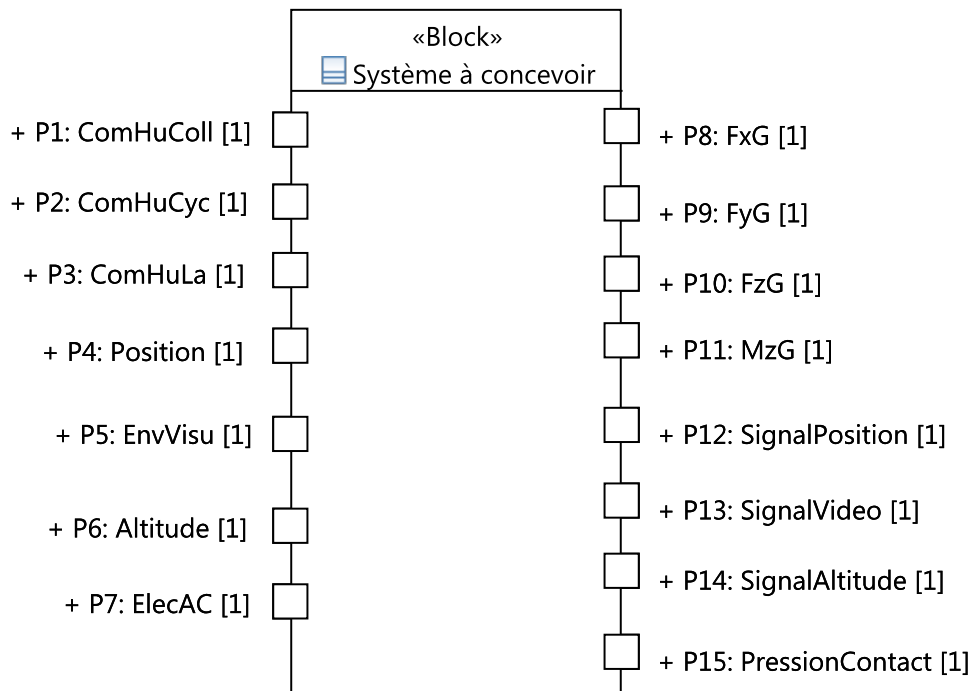 «Block»
Système à concevoir
+ P1: ComHuColl [1]
+ P2: ComHuCyc [1]
+ P3: ComHuLa [1]
+ P4: Position [1]
+ P5: EnvVisu [1]
+ P6: Altitude [1]
+ P7: ElecAC [1]
+ P8: FxG [1]
+ P9: FyG [1]
+ P10: FzG [1]
+ P11: MzG [1]
+ P12: SignalPosition [1]
+ P13: SignalVideo [1]
+ P14: SignalAltitude [1]
+ P15: PressionContact [1]